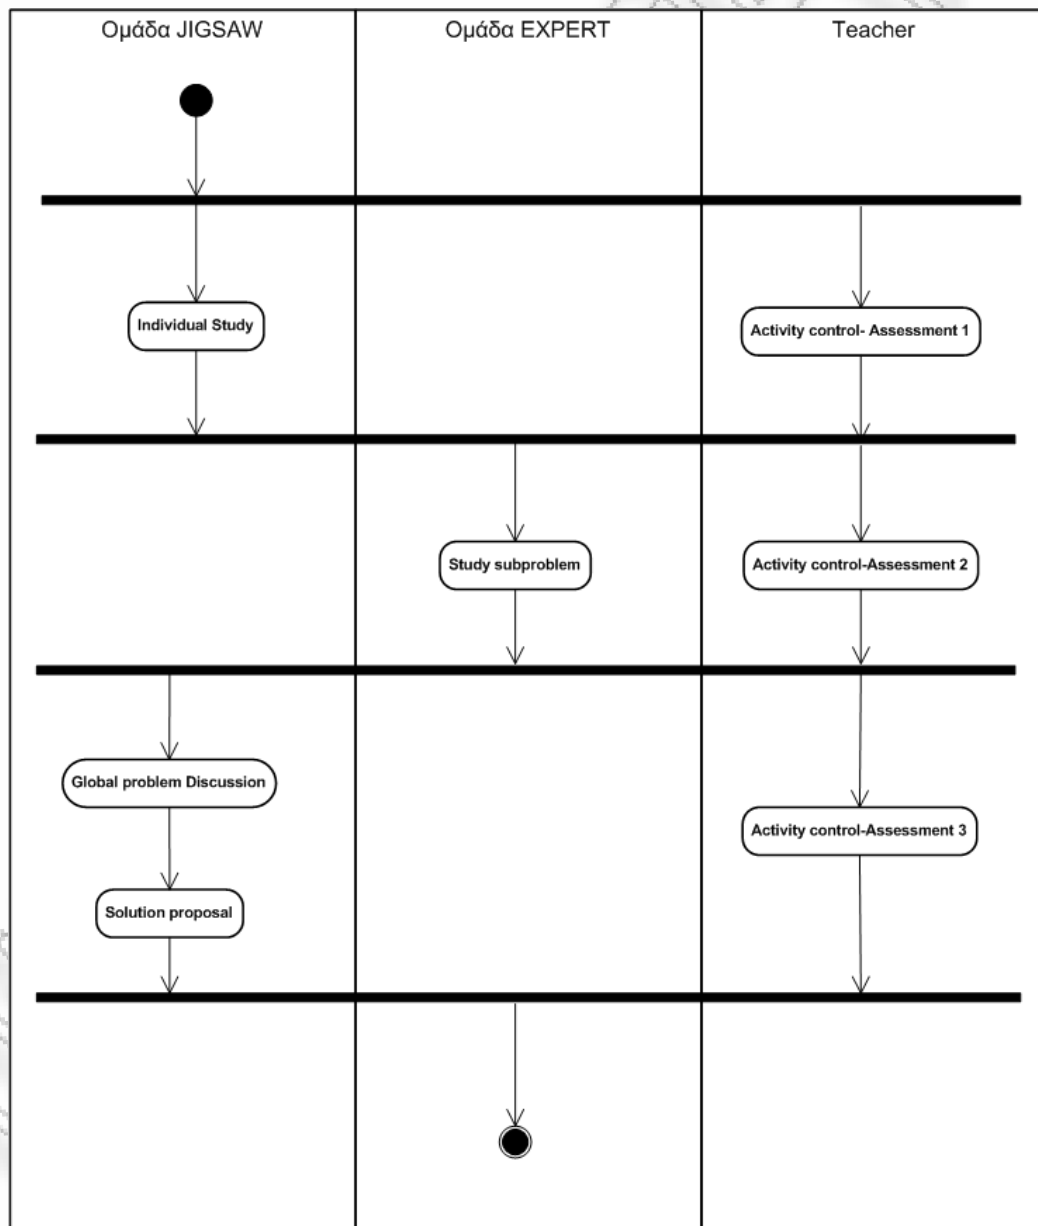 Ομάδα JIGSAW
Ομάδα EXPERT
Teacher
Individual Study
Activity control- Assessment 1
Study subproblem
Activity control-Assessment 2
Global problem Discussion
Activity control-Assessment 3
Solution proposal